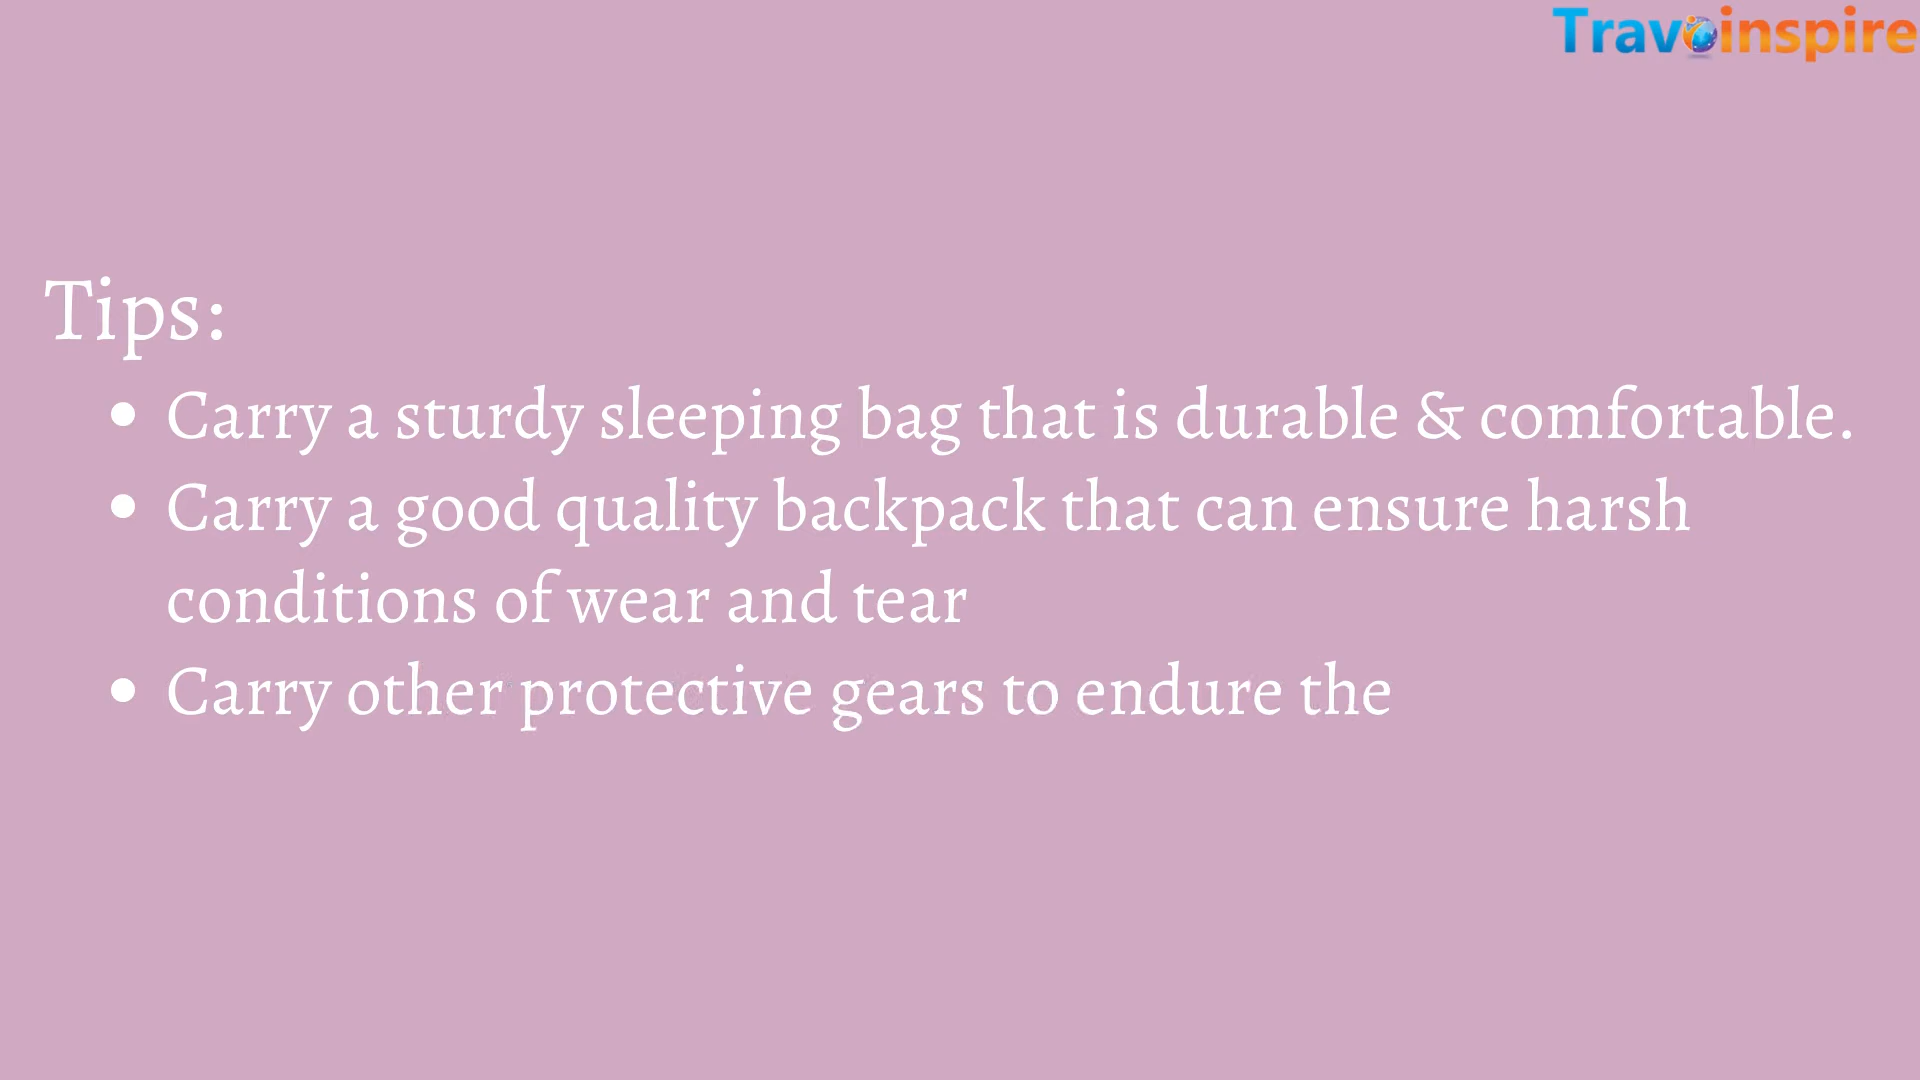 Travoinspire
Tips:
• Carry a sturdy sleeping bag that is durable & comfortable.
• Carry a good quality backpack that can ensure harsh
conditions of wear and tear
• Carry other protective gears to endure the